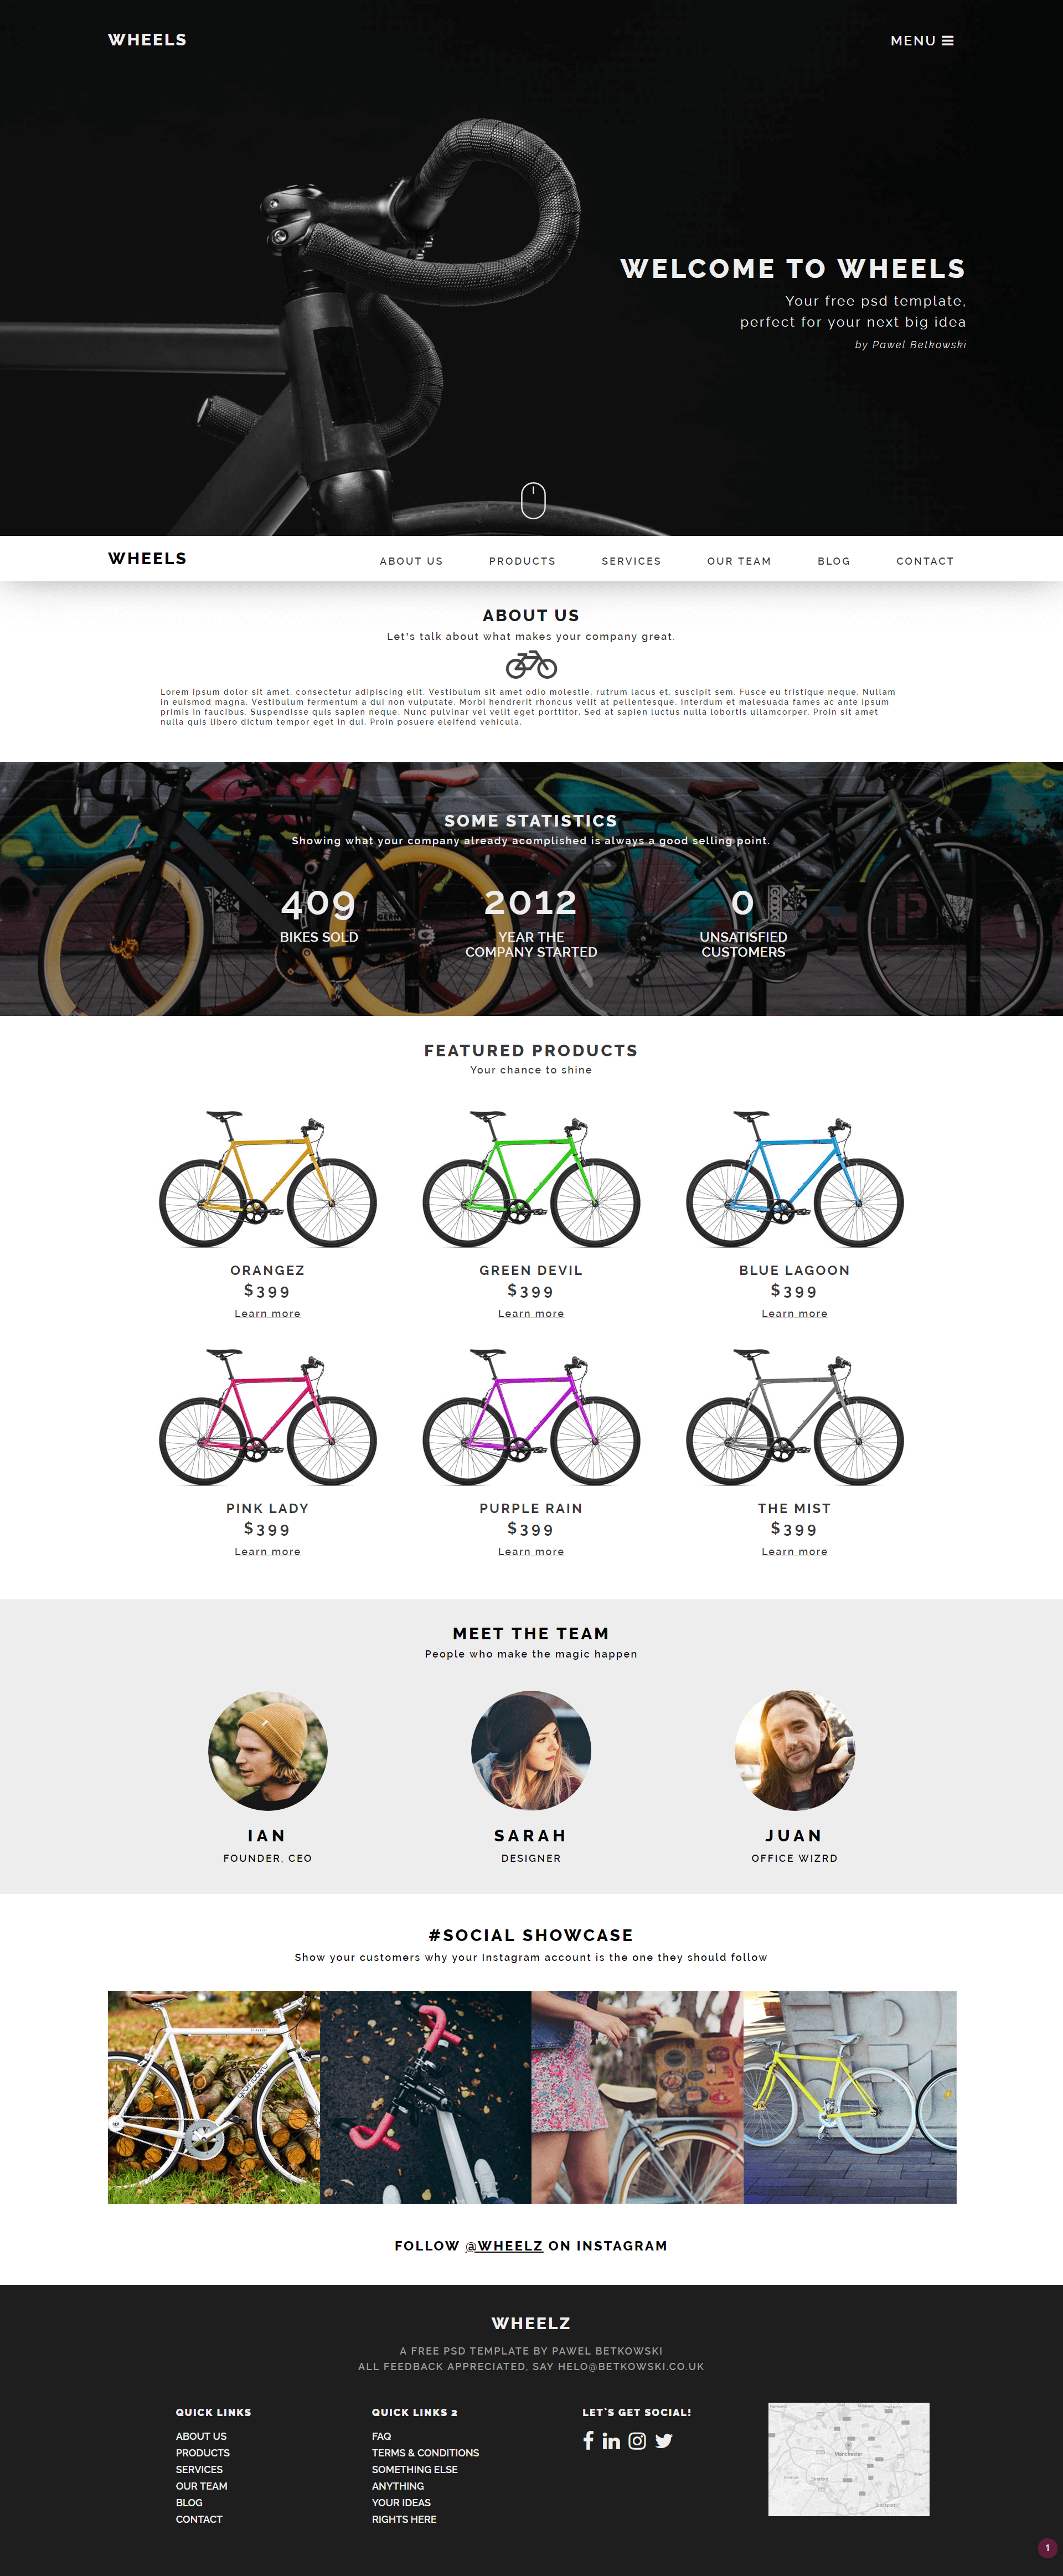 WHEELS
MENU
WELCOME TO WHEELS
Your free psd template,
perfect for your next big idea
by Pawel Betkowski
WHEELS
ABOUT US
PRODUCTS
SERVICES
OUR TEAM
BLOG
CONTACT
ABOUT US
Let's talk about what makes your company great.
Lorem ipsum dolor sit amet, consectetur adipiscing elit. Vestibulum sit amet odio molestie, rutrum lacus et, suscipit sem. Fusce eu tristique neque. Nullam
in euismod magna. Vestibulum fermentum a dui non vulputate. Morbi hendrerit rhoncus velit at pellentesque. Interdum et malesuada fames ac ante ipsum
primis in faucibus. Suspendisse quis sapien neque. Nunc pulvinar vel velit eget porttitor. Sed at sapien luctus nulla lobortis ullamcorper. Proin sit amet
nulla quis libero dictum tempor eget in dui. Proin posuere eleifend vehicula.
SOME STATISTICS
Showing what your company already acomplished is always a good selling point.
409
BIKES SOLD
2012
YEAR THE
COMPANY STARTED
0
UNSATISFIED
CUSTOMERS
FEATURED PRODUCTS
Your chance to shine
ORANGEZ
$399
Learn more
GREEN DEVIL
$399
Learn more
BLUE LAGOON
$399
Learn more
PINK LADY
$399
Learn more
PURPLE RAIN
$399
Learn more
THE MIST
$399
Learn more
MEET THE TEAM
People who make the magic happen
IAN
FOUNDER, CEO
SARAH
DESIGNER
JUAN
OFFICE WIZRD
#SOCIAL SHOWCASE
Show your customers why your Instagram account is the one they should follow
FOLLOW @WHEELZ ON INSTAGRAM
WHEELZ
A FREE PSD TEMPLATE BY PAWEL BETKOWSKI
ALL FEEDBACK APPRECIATED, SAY HELO@BETKOWSKI.CO.UK
QUICK LINKS
ABOUT US
PRODUCTS
SERVICES
OUR TEAM
BLOG
CONTACT
QUICK LINKS 2
FAQ
TERMS & CONDITIONS
SOMETHING ELSE
ANYTHING
YOUR IDEAS
RIGHTS HERE
LET'S GET SOCIAL!
Manchester
1